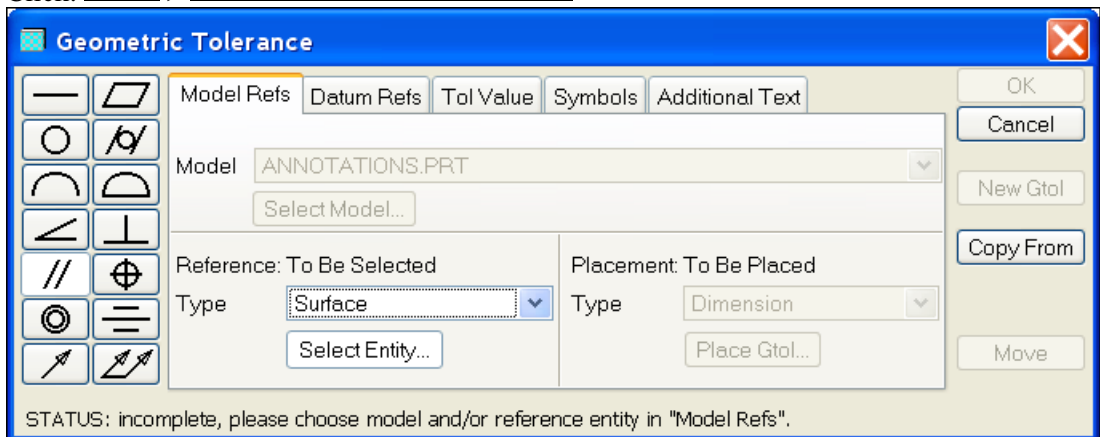 Geometric Tolerance
Model Refs Datum Refs Tol Value Symbols Additional Text
OK
Cancel
Model ANNOTATIONS.PRT
Select Model...
New Gtol
Copy From
Reference: To Be Selected Placement: To Be Placed
Type Surface Type Dimension
Select Entity... Place Gtol...
Move
STATUS: incomplete, please choose model and/or reference entity in "Model Refs".